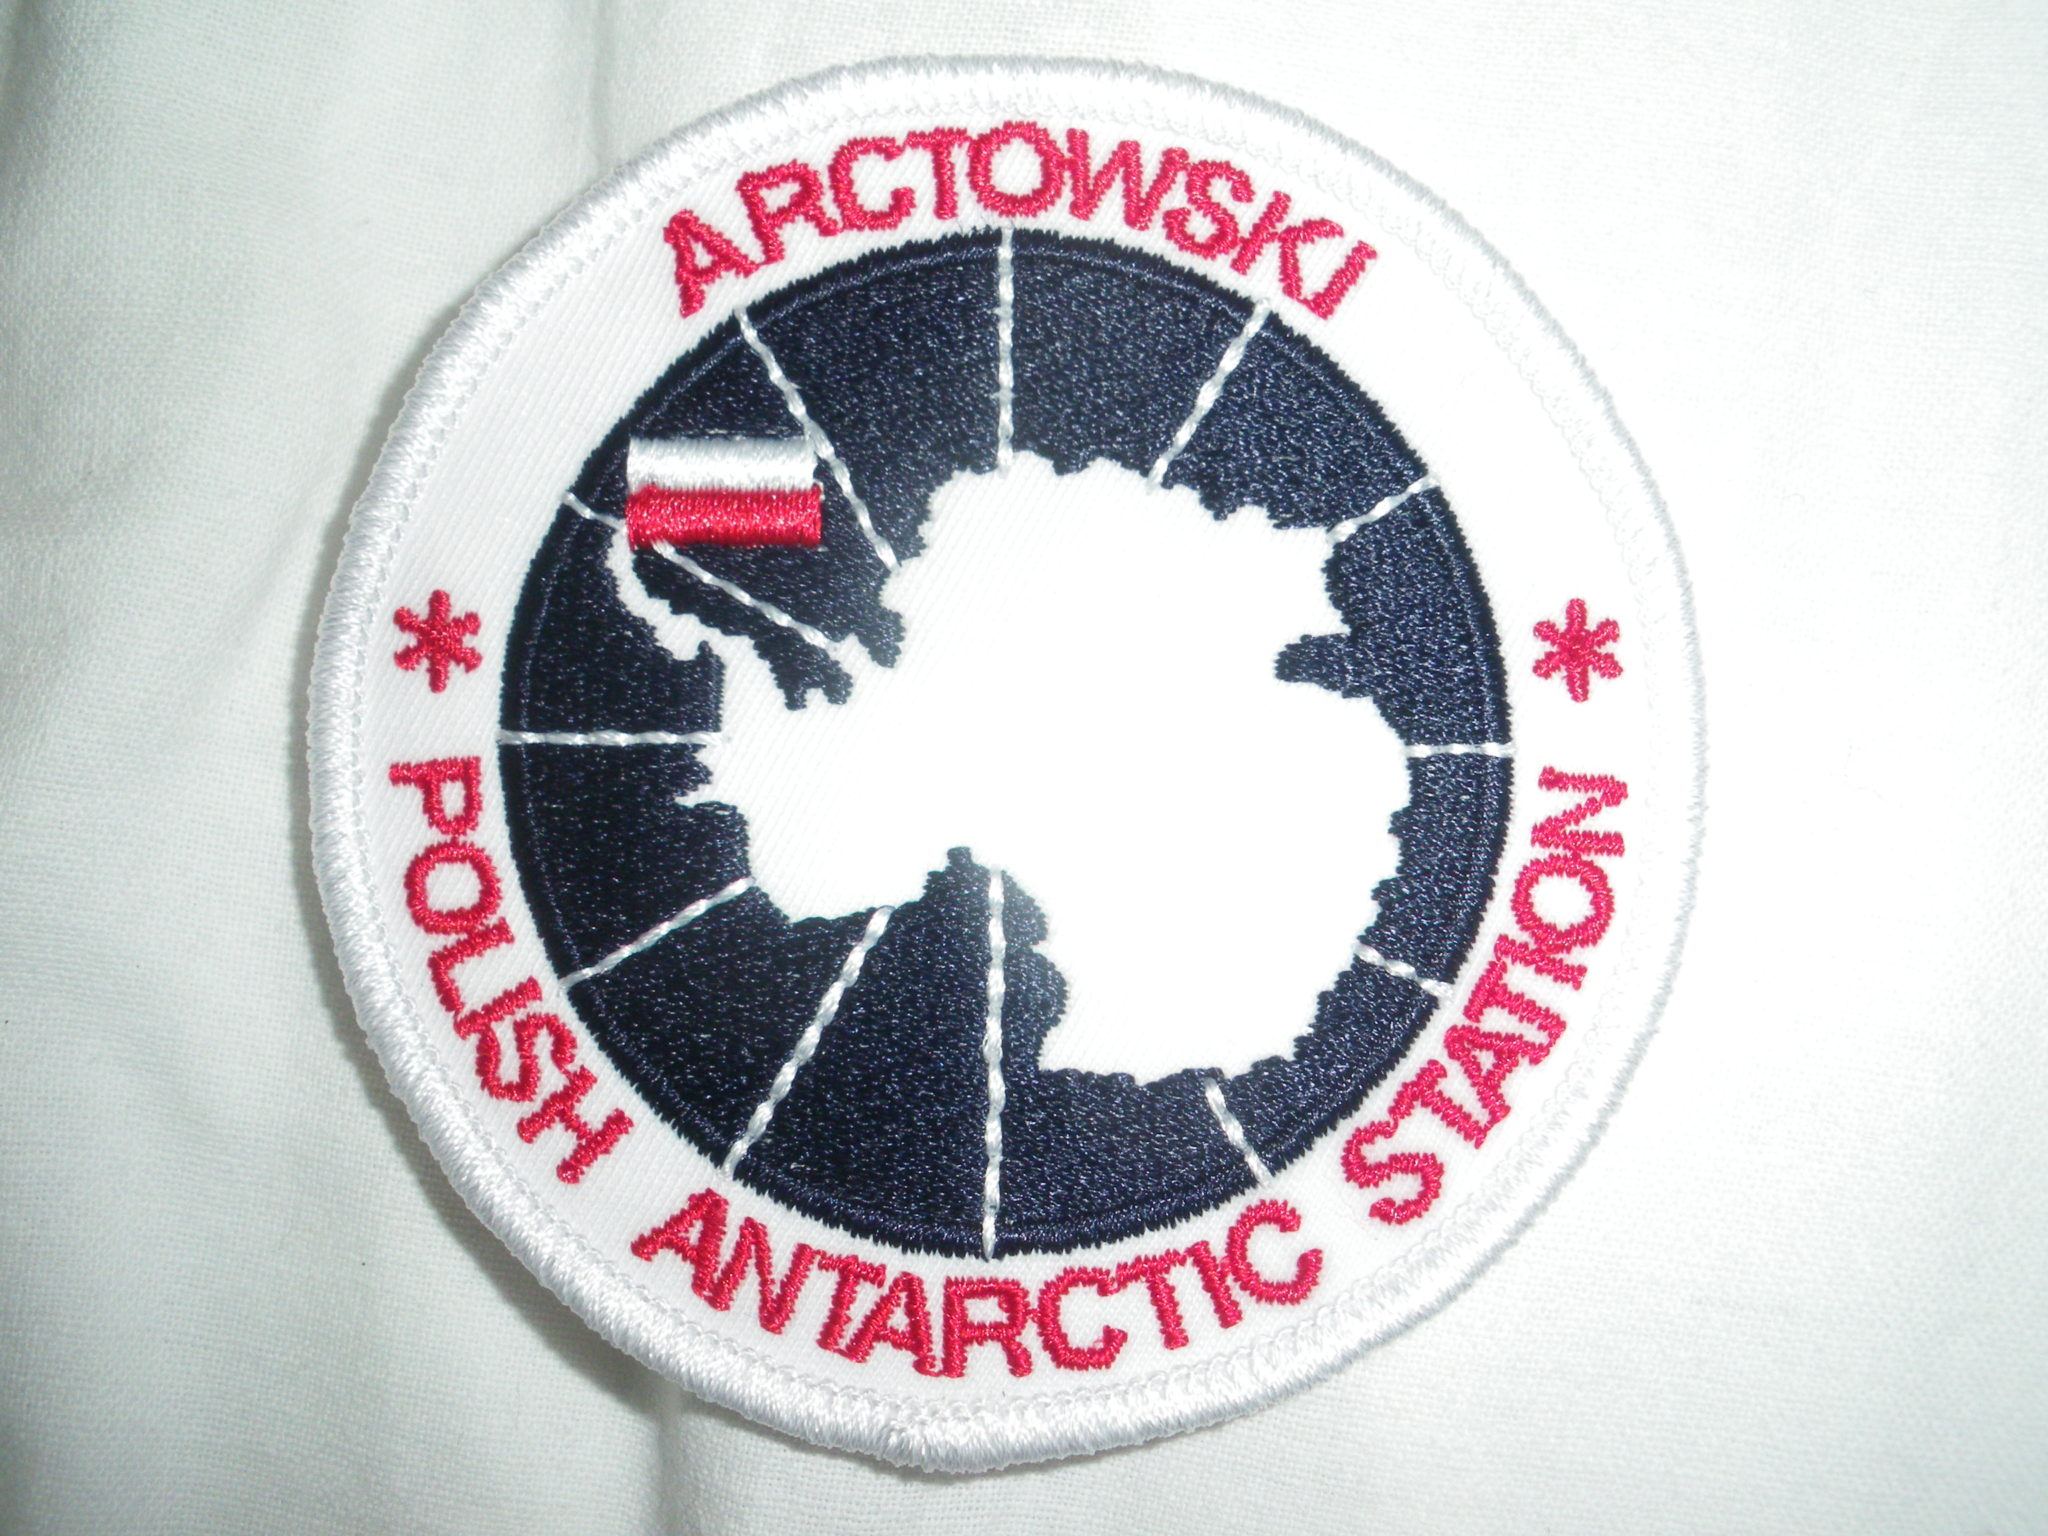 ARCTOWSKI
* POLISH ANTARCTIC STATION *